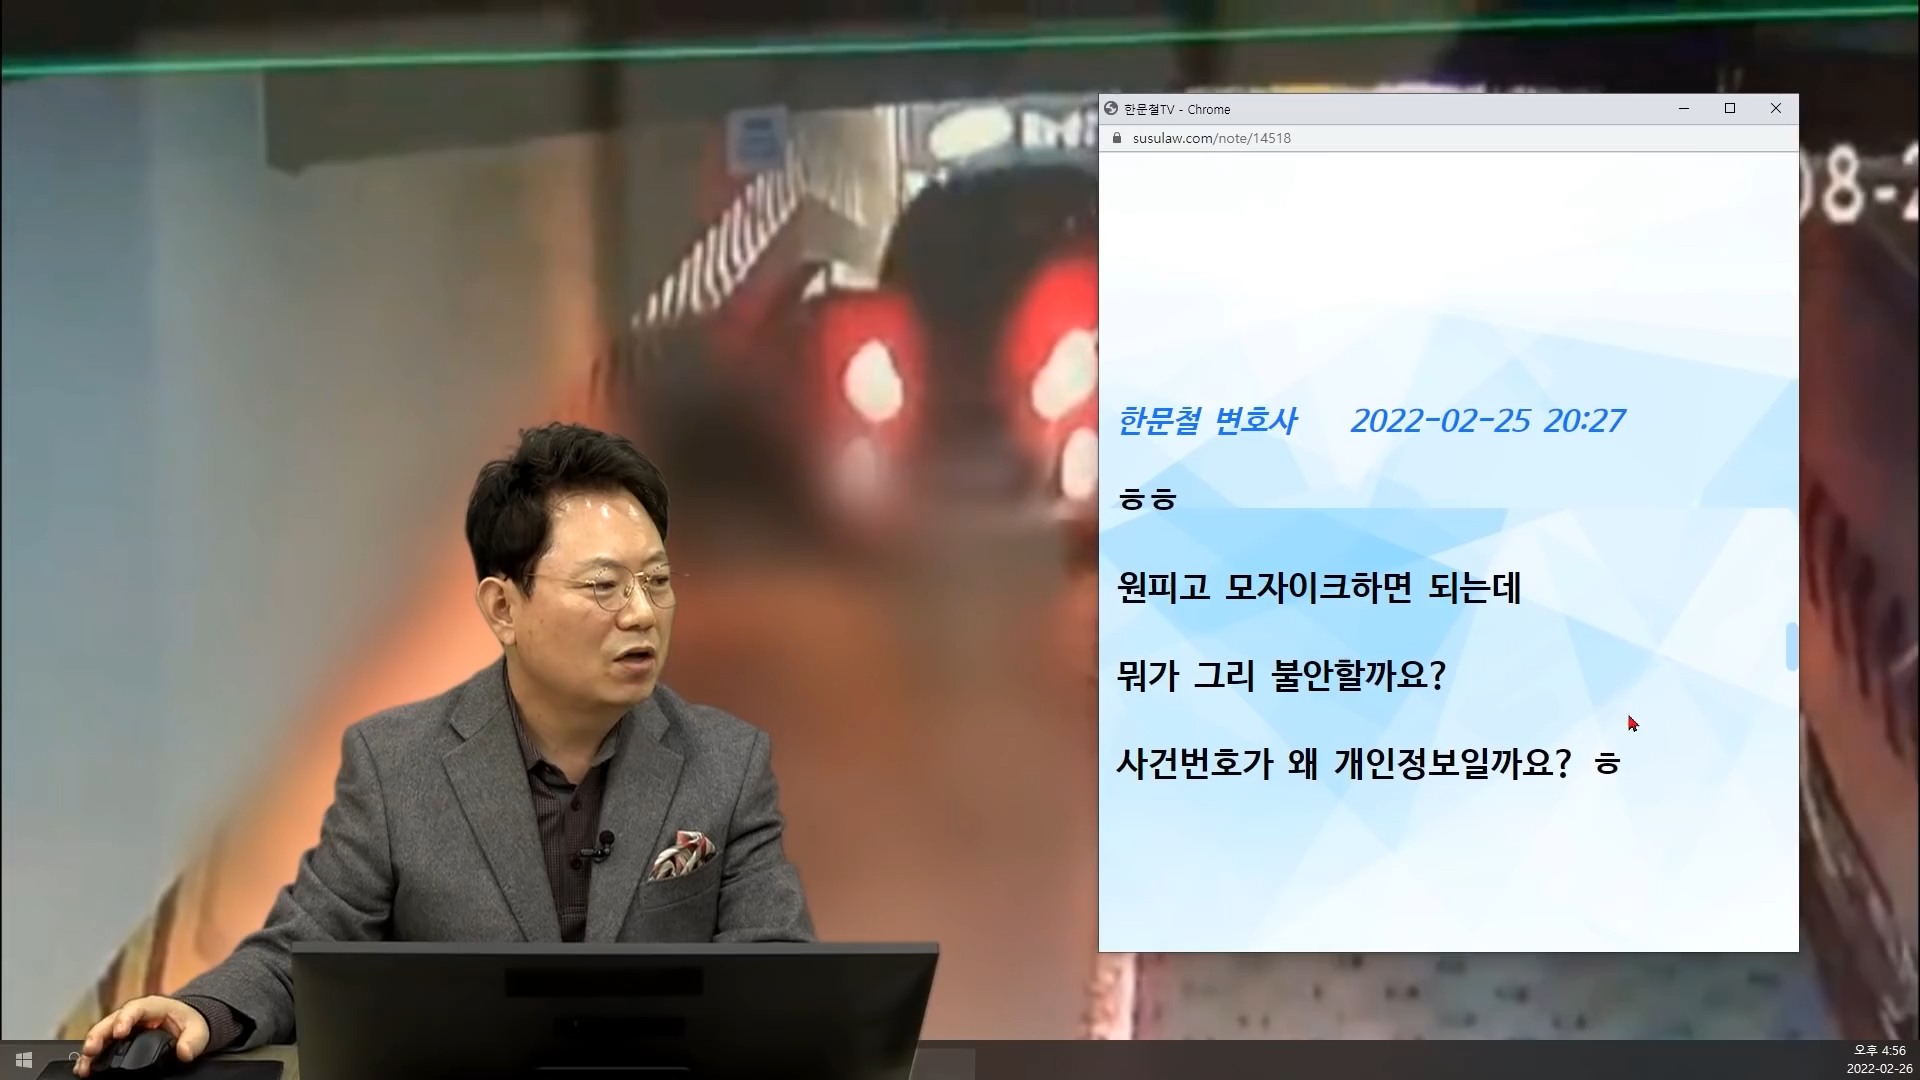 한문철TV - Chrome
susulaw.com/note/14518
한문철 변호사 2022-02-25 20:27
ㅎㅎ
원피고 모자이크하면 되는데
뭐가 그리 불안할까요?
사건번호가 왜 개인정보일까요? ㅎ
08-2
오후 4:56
2022-02-26